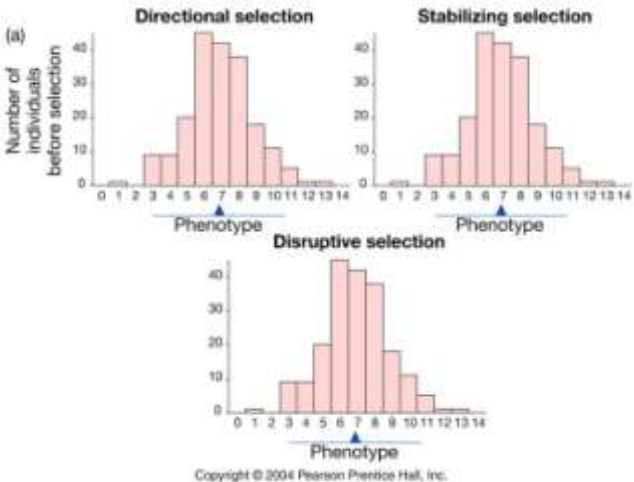 Directional selection
Stabilizing selection
(a)
Number of
individuals
before selection
40
30
20
10
0
0 1 2 3 4 5 6 7 8 9 10 11 12 13 14
Phenotype
40
30
20
10
0
0 1 2 3 4 5 6 7 8 9 10 11 12 13 14
Phenotype
Disruptive selection
40
30
20
10
0
0 1 2 3 4 5 6 7 8 9 10 11 12 13 14
Phenotype
Copyright © 2004 Pearson Prentice Hall, Inc.